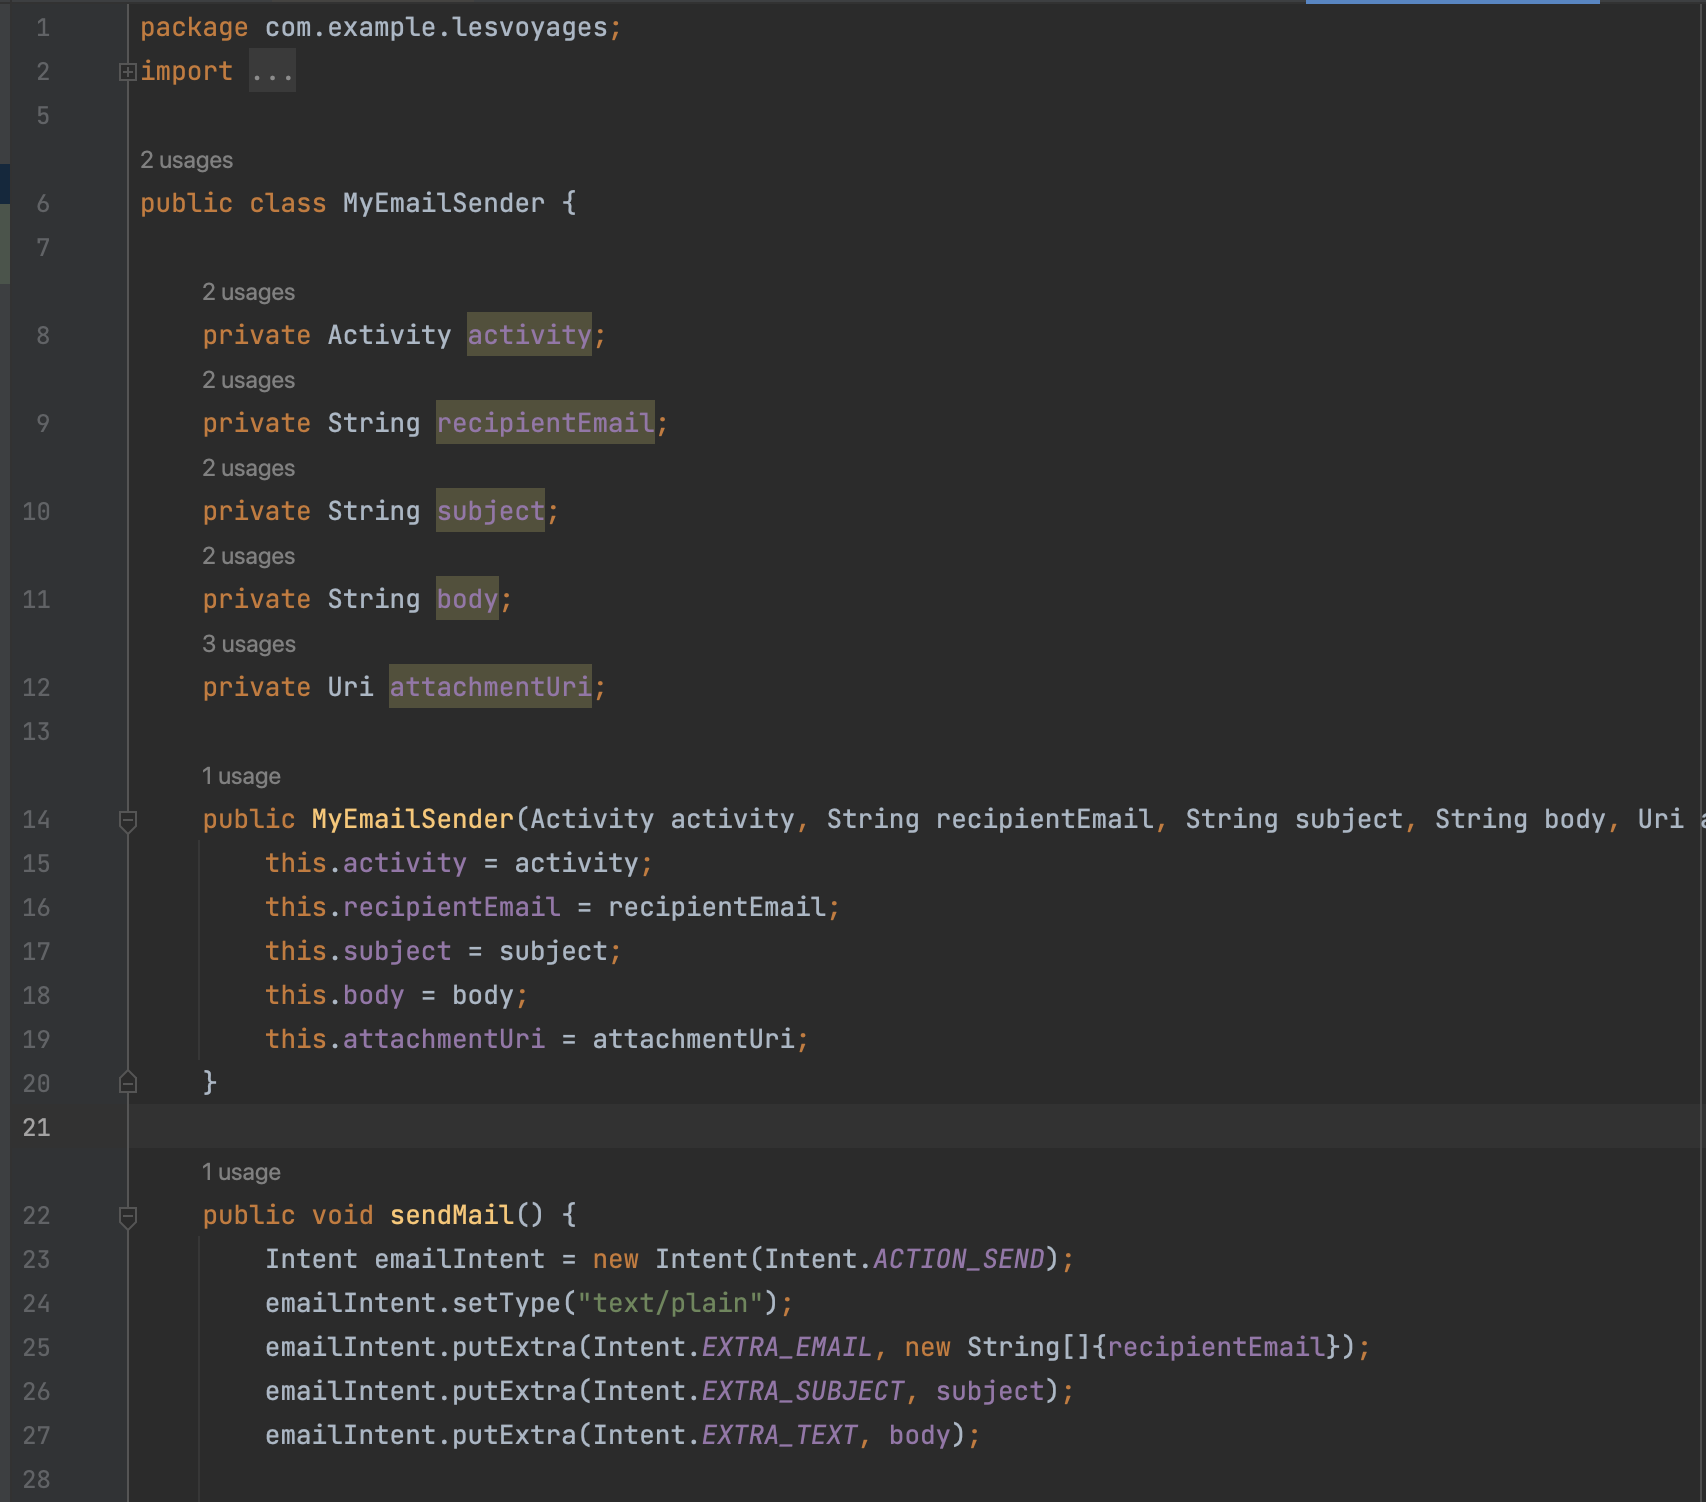 1 package com.example.lesvoyages;
2 import ...
5
2 usages
6 public class MyEmailSender {
7
2 usages
8 private Activity activity;
2 usages
9 private String recipientEmail;
2 usages
10 private String subject;
2 usages
11 private String body;
3 usages
12 private Uri attachmentUri;
13
1 usage
14 public MyEmailSender(Activity activity, String recipientEmail, String subject, String body, Uri
15 this.activity = activity;
16 this.recipientEmail = recipientEmail;
17 this.subject = subject;
18 this.body = body;
19 this.attachmentUri = attachmentUri;
20 }
21
1 usage
22 public void sendMail() {
23 Intent emailIntent = new Intent(Intent.ACTION_SEND);
24 emailIntent.setType("text/plain");
25 emailIntent.putExtra(Intent.EXTRA_EMAIL, new String[]{recipientEmail});
26 emailIntent.putExtra(Intent.EXTRA_SUBJECT, subject);
27 emailIntent.putExtra(Intent.EXTRA_TEXT, body);
28